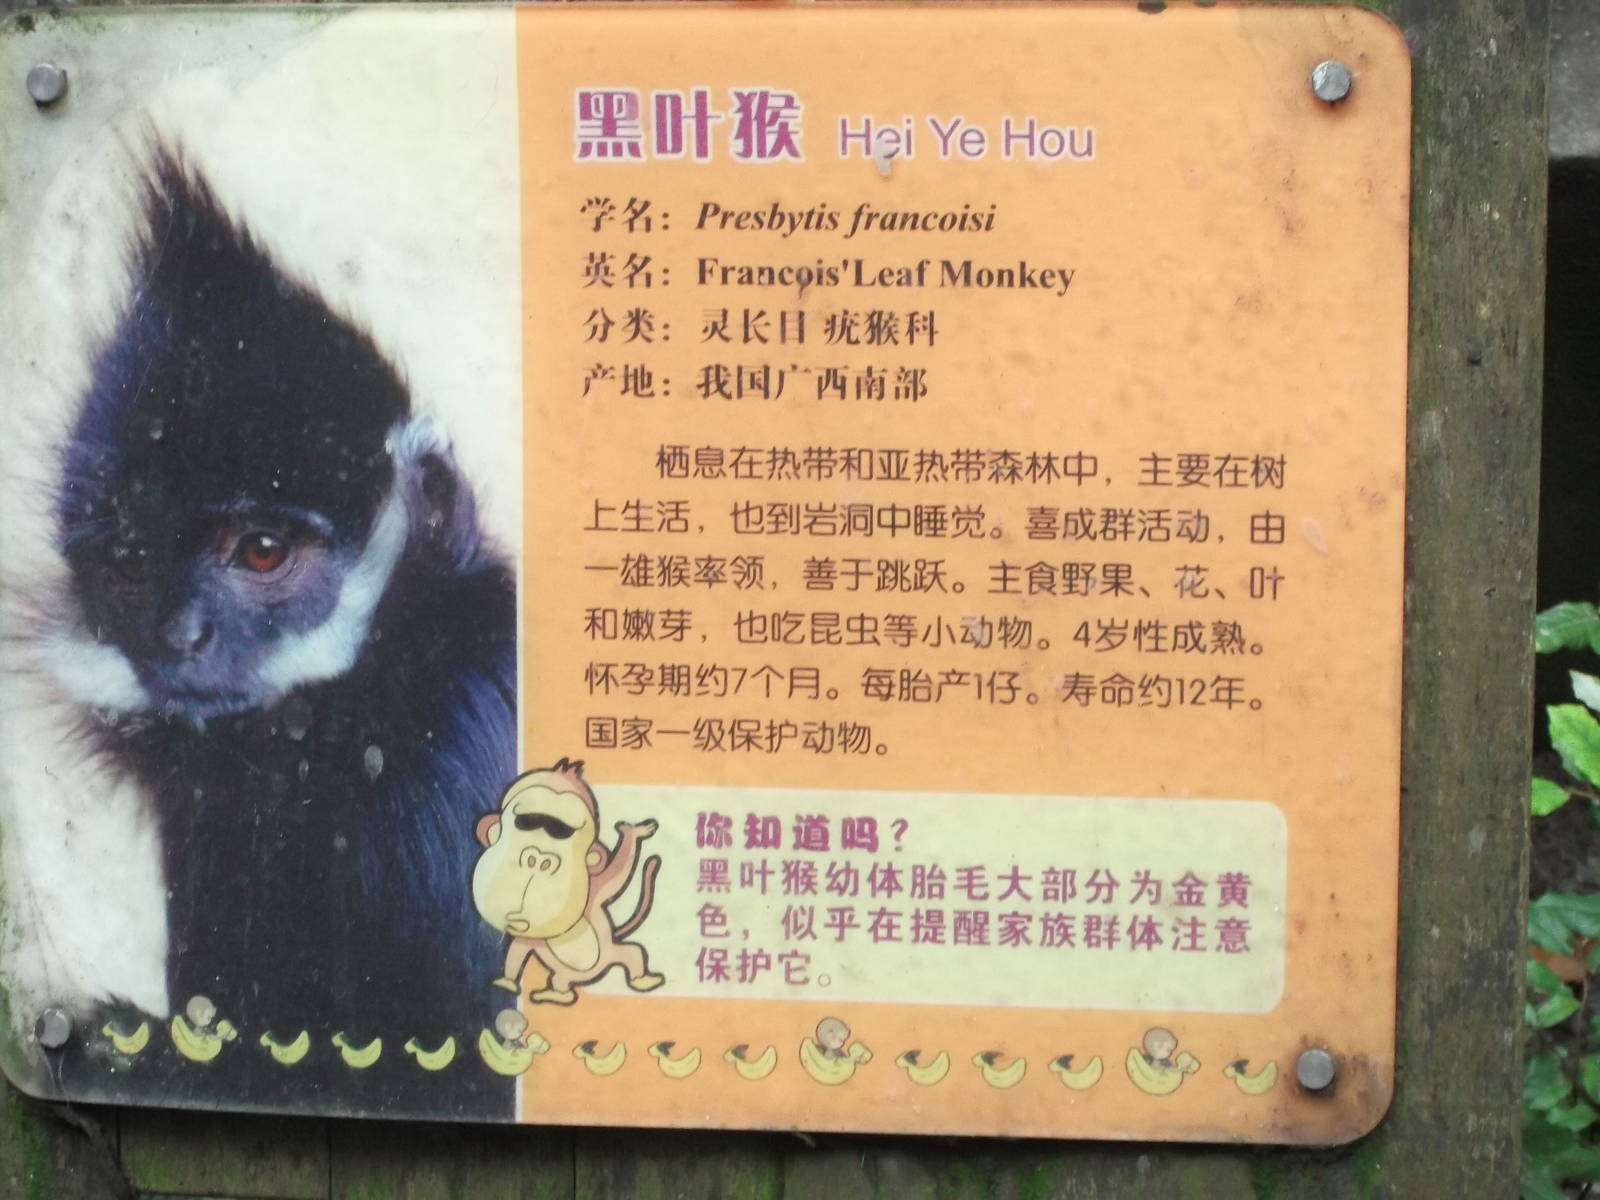 黑叶猴 Hei Ye Hou
学名：Presbytis francoisi
英名：Francois'Leaf Monkey
分类：灵长目 疣猴科
产地：我国广西南部
栖息在热带和亚热带森林中，主要在树
上生活，也到岩洞中睡觉。喜成群活动，由
一雄猴率领，善于跳跃。主食野果、花、叶
和嫩芽，也吃昆虫等小动物。4岁性成熟。
怀孕期约7个月。每胎产1仔。寿命约12年。
国家一级保护动物。
你知道吗？
黑叶猴幼体胎毛大部分为金黄
色，似乎在提醒家族群体注意
保护它。